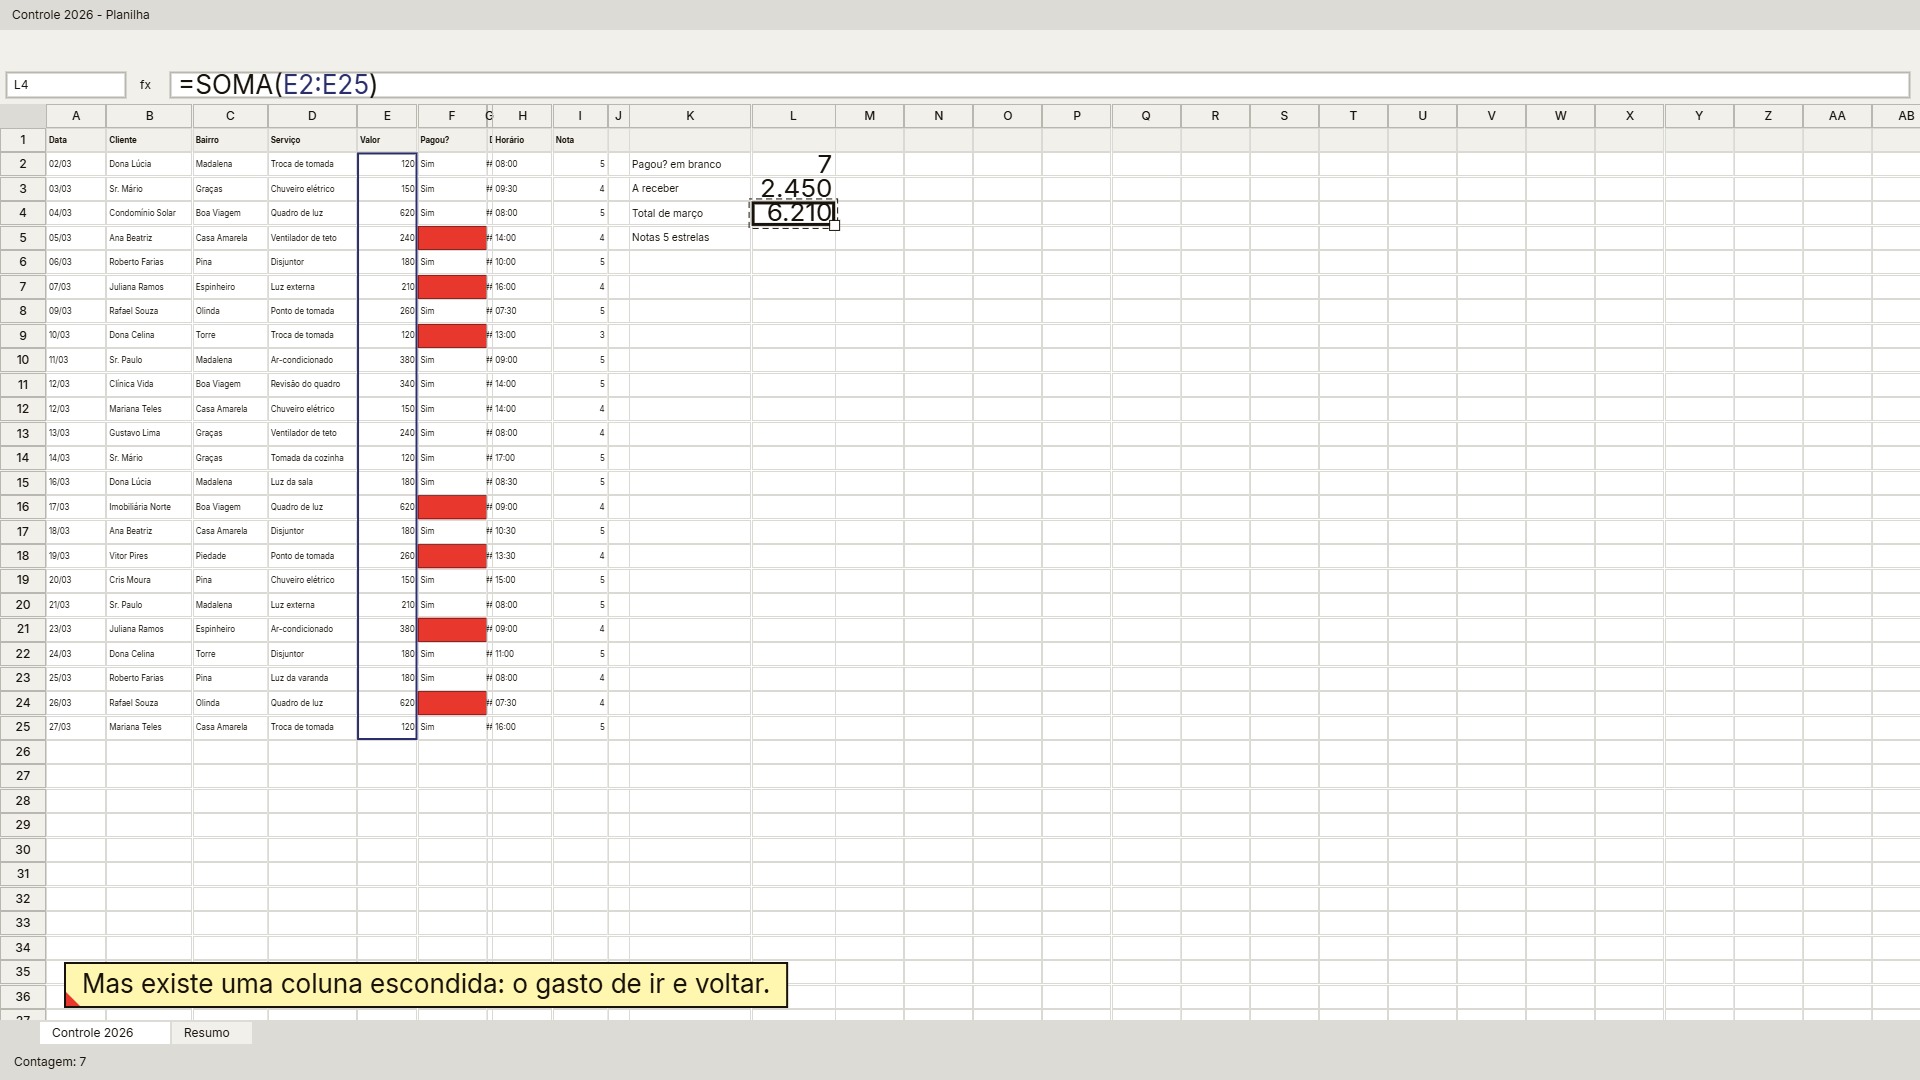 Controle 2026 - Planilha
L4 fx =SOMA(E2:E25)
A B C D E F G H I J K L M N O P Q R S T U V W X Y Z AA AB
1 Data Cliente Bairro Serviço Valor Pagou? Horário Nota
2 02/03 Dona Lúcia Madalena Troca de tomada 120 Sim ## 08:00 5 Pagou? em branco 7
3 03/03 Sr. Mário Graças Chuveiro elétrico 150 Sim ## 09:30 4 A receber 2.450
4 04/03 Condomínio Solar Boa Viagem Quadro de luz 620 Sim ## 08:00 5 Total de março 6.210
5 05/03 Ana Beatriz Casa Amarela Ventilador de teto 240 ## 14:00 4 Notas 5 estrelas
6 06/03 Roberto Farias Pina Disjuntor 180 Sim ## 10:00 5
7 07/03 Juliana Ramos Espinheiro Luz externa 210 ## 16:00 4
8 09/03 Rafael Souza Olinda Ponto de tomada 260 Sim ## 07:30 5
9 10/03 Dona Celina Torre Troca de tomada 120 ## 13:00 3
10 11/03 Sr. Paulo Madalena Ar-condicionado 380 Sim ## 09:00 5
11 12/03 Clínica Vida Boa Viagem Revisão do quadro 340 Sim ## 14:00 5
12 12/03 Mariana Teles Casa Amarela Chuveiro elétrico 150 Sim ## 14:00 4
13 13/03 Gustavo Lima Graças Ventilador de teto 240 Sim ## 08:00 4
14 14/03 Sr. Mário Graças Tomada da cozinha 120 Sim ## 17:00 5
15 16/03 Dona Lúcia Madalena Luz da sala 180 Sim ## 08:30 5
16 17/03 Imobiliária Norte Boa Viagem Quadro de luz 620 ## 09:00 4
17 18/03 Ana Beatriz Casa Amarela Disjuntor 180 Sim ## 10:30 5
18 19/03 Vitor Pires Piedade Ponto de tomada 260 ## 13:30 4
19 20/03 Cris Moura Pina Chuveiro elétrico 150 Sim ## 15:00 5
20 21/03 Sr. Paulo Madalena Luz externa 210 Sim ## 08:00 5
21 23/03 Juliana Ramos Espinheiro Ar-condicionado 380 ## 09:00 4
22 24/03 Dona Celina Torre Disjuntor 180 Sim ## 11:00 5
23 25/03 Roberto Farias Pina Luz da varanda 180 Sim ## 08:00 4
24 26/03 Rafael Souza Olinda Quadro de luz 620 ## 07:30 4
25 27/03 Mariana Teles Casa Amarela Troca de tomada 120 Sim ## 16:00 5
26
27
28
29
30
31
32
33
34
35
Mas existe uma coluna escondida: o gasto de ir e voltar.
36
37
Controle 2026 Resumo
Contagem: 7